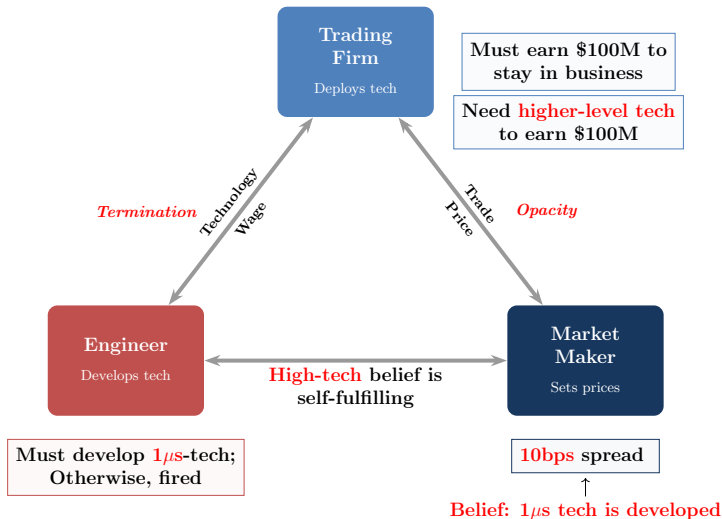 Trading
Firm
Deploys tech
Must earn $100M to
stay in business
Need higher-level tech
to earn $100M
Termination
Technology
Wage
Trade
Price
Opacity
Engineer
Develops tech
Market
Maker
Sets prices
High-tech belief is
self-fulfilling
Must develop 1μs-tech;
Otherwise, fired
10bps spread
Belief: 1μs tech is developed